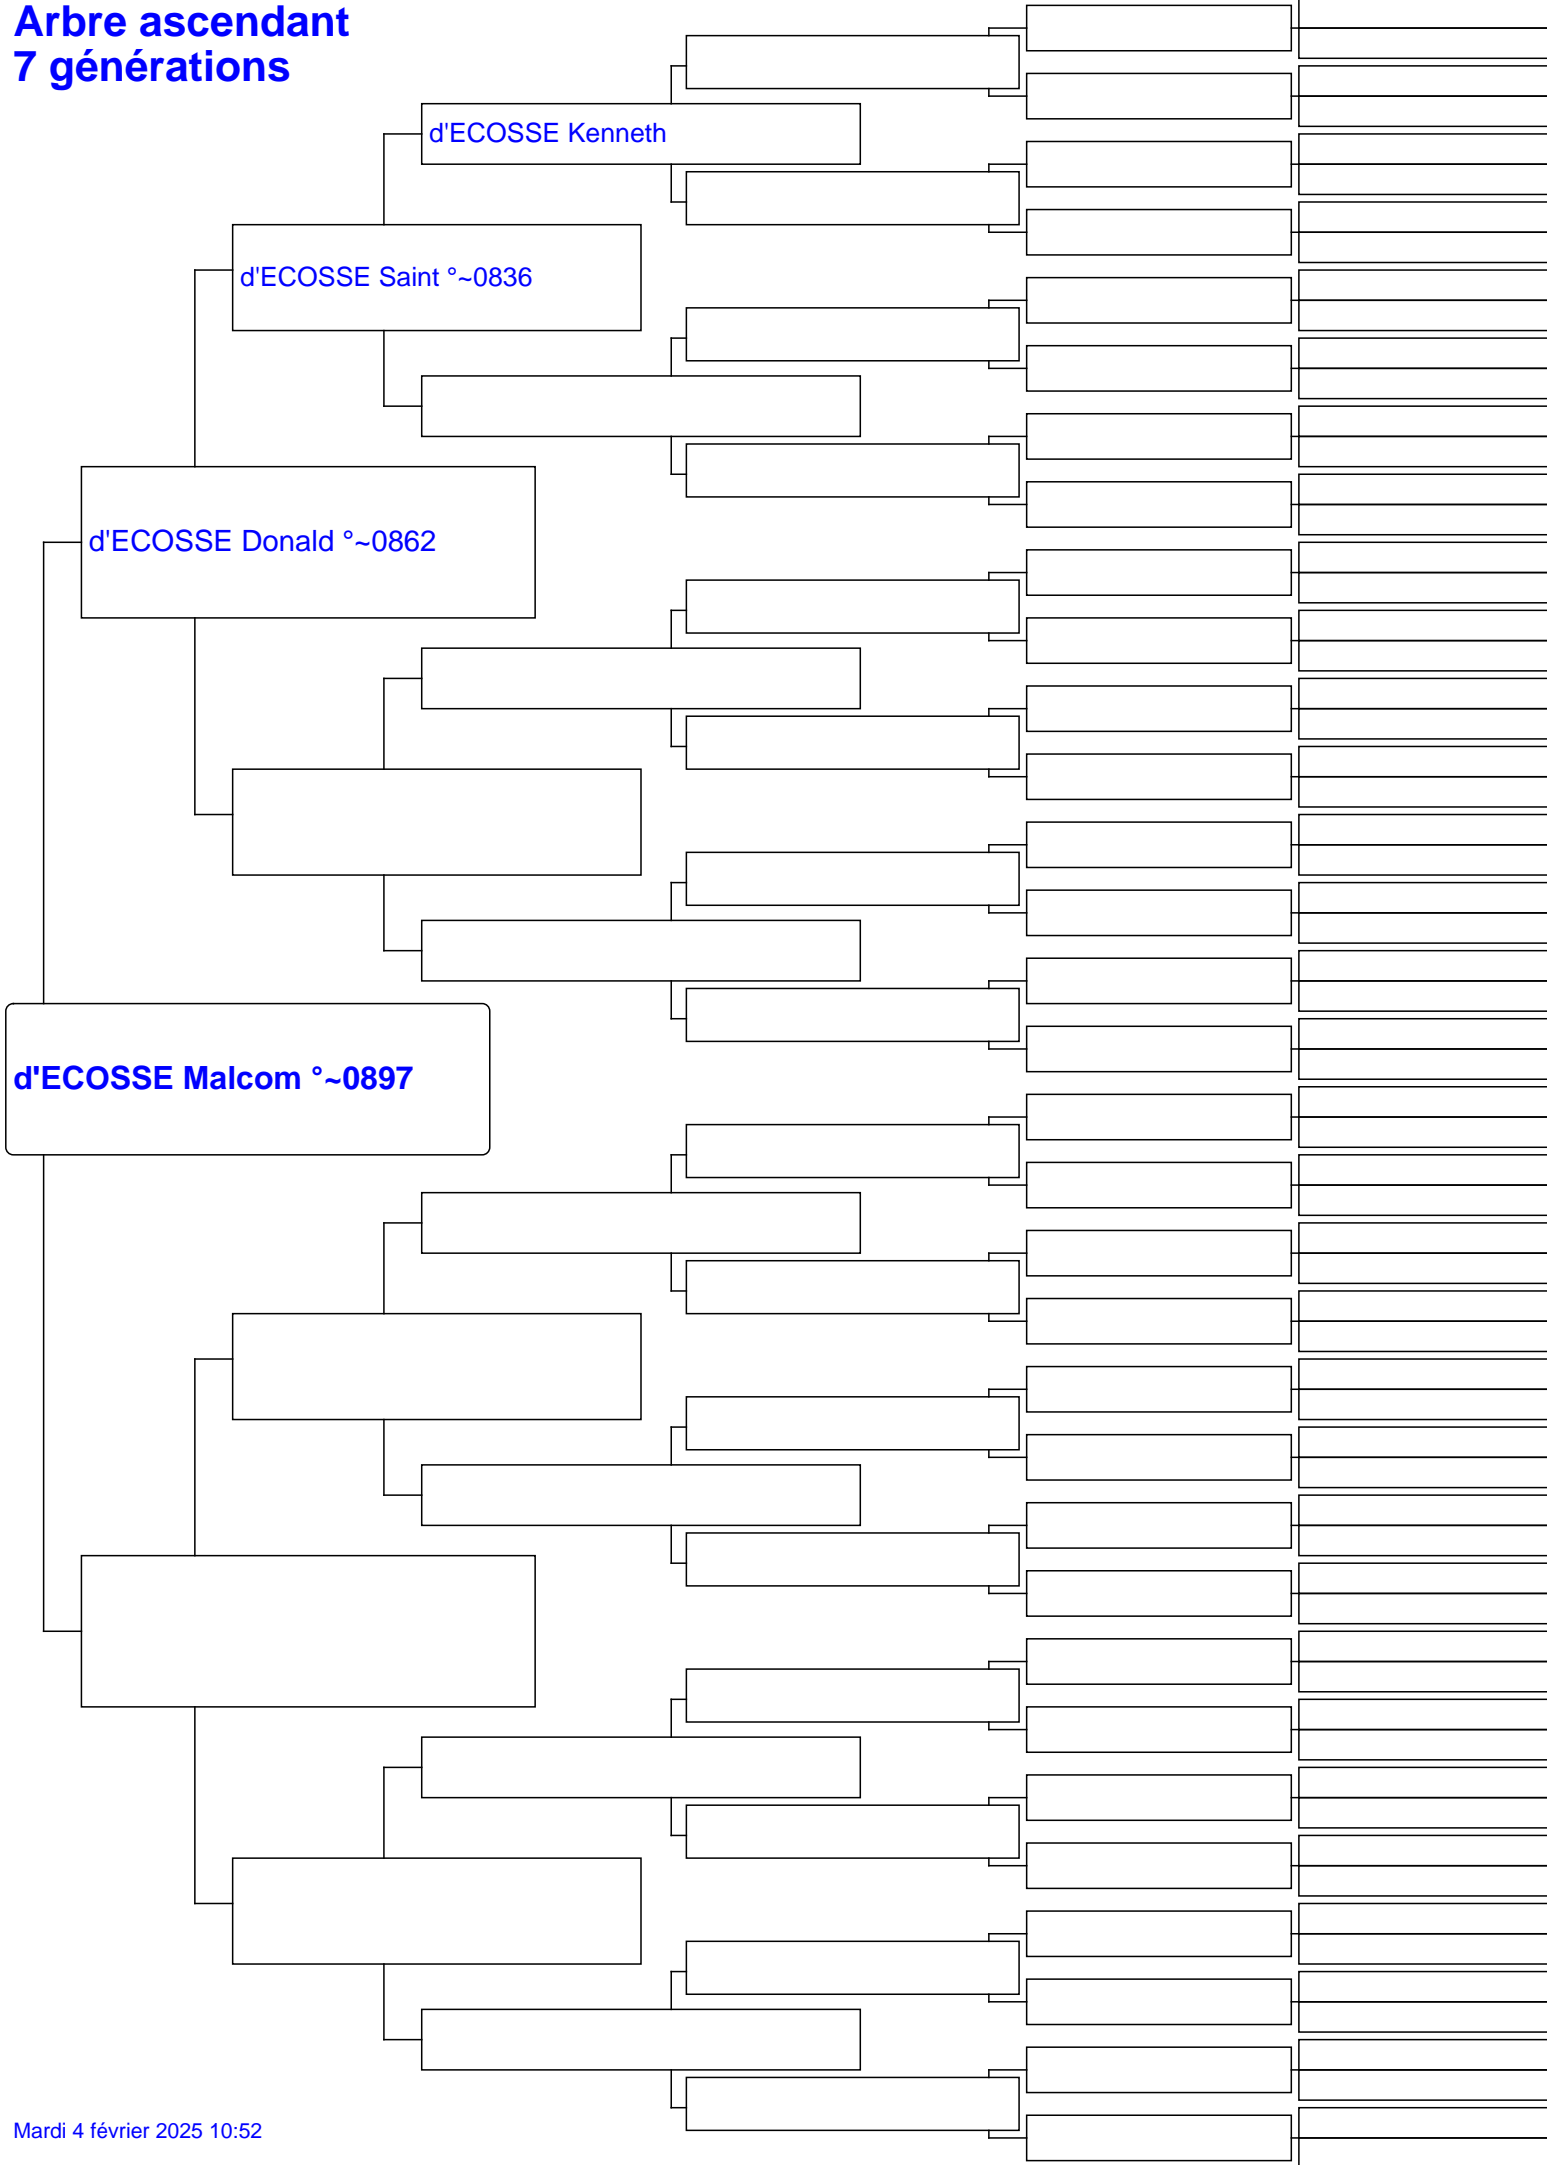 Arbre ascendant
7 générations
d'ECOSSE Kenneth
d'ECOSSE Saint °~0836
d'ECOSSE Donald °~0862
d'ECOSSE Malcom °~0897
Mardi 4 février 2025 10:52